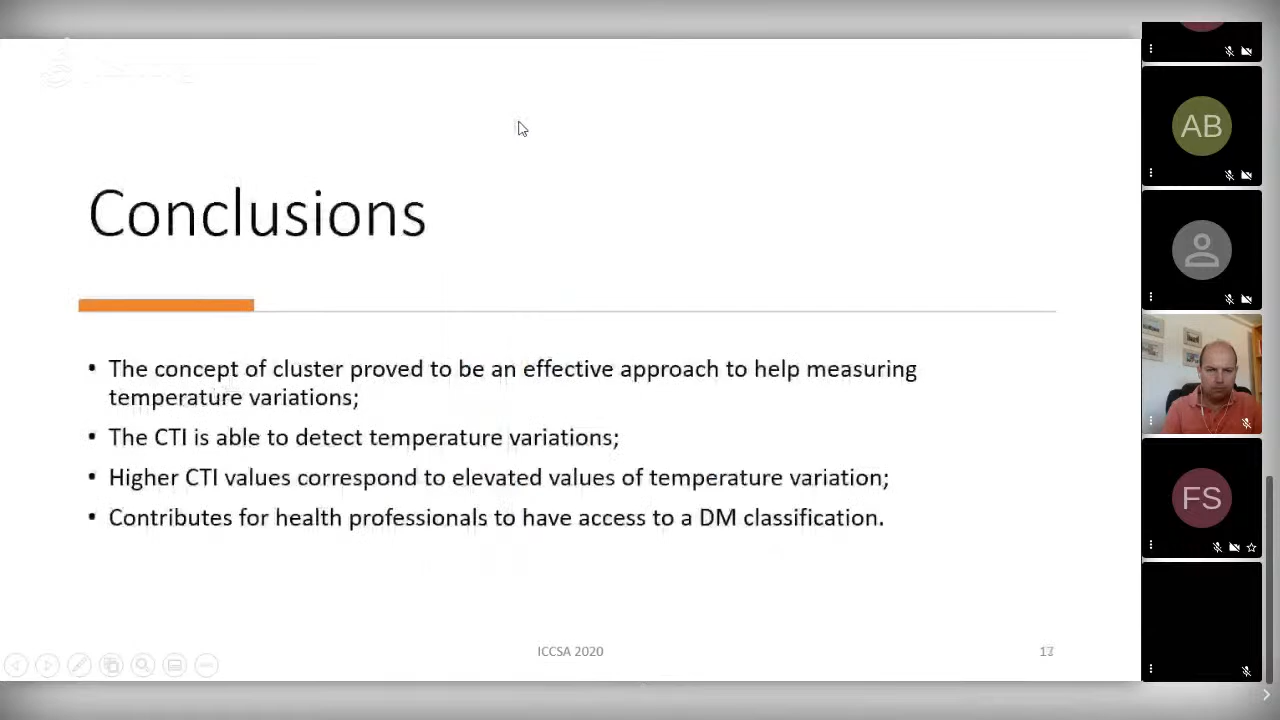 Conclusions
• The concept of cluster proved to be an effective approach to help measuring
temperature variations;
• The CTI is able to detect temperature variations;
• Higher CTI values correspond to elevated values of temperature variation;
• Contributes for health professionals to have access to a DM classification.
ICCSA 2020
AB
FS